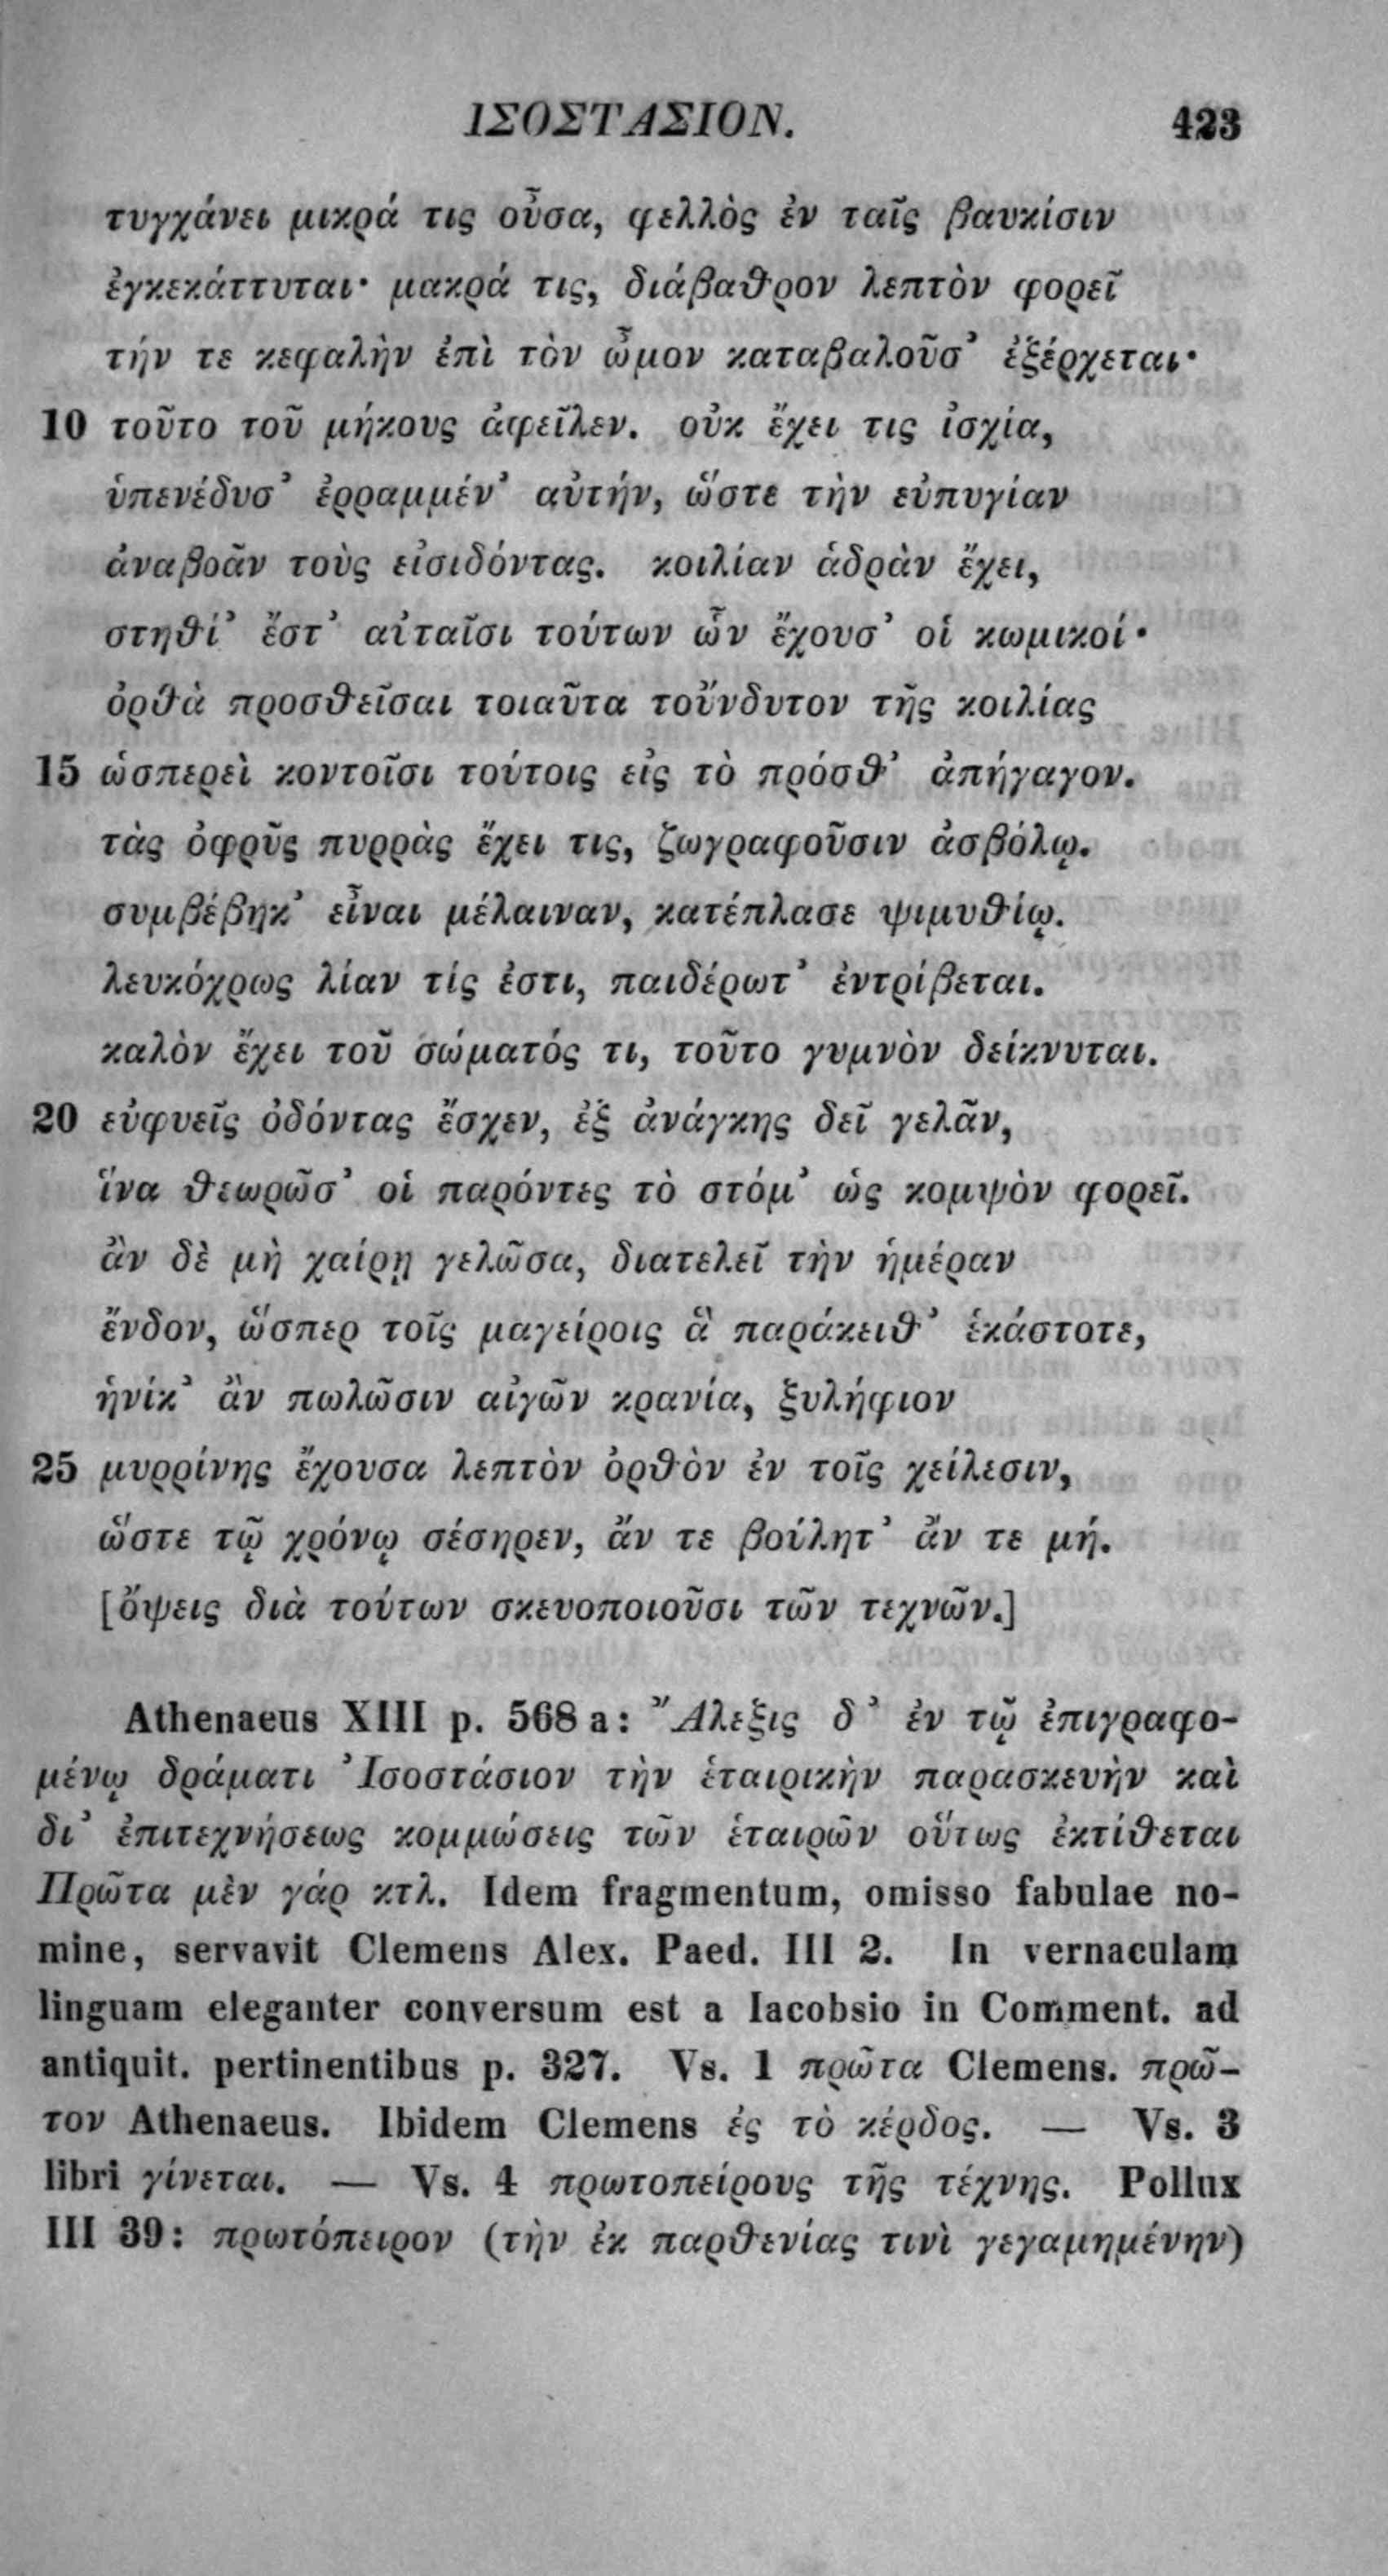 ΙΣΟΣΤΑΣΙΟΝ. 423
τυγχάνει μικρά τις οὖσα, φελλὸς ἐν ταῖς βαυκίσιν
ἐγκεκάττυται· μακρά τις, διάβαθρον λεπτὸν φορεῖ
τήν τε κεφαλὴν ἐπὶ τὸν ὦμον καταβαλοῦσ’ ἐξέρχεται·
10 τοῦτο τοῦ μήκους ἀφεῖλεν. οὐκ ἔχει τις ἰσχία,
ὑπενέδυσ’ ἐρραμμέν’ αὐτήν, ὥστε τὴν εὐπυγίαν
ἀναβοᾶν τοὺς εἰσιδόντας. κοιλίαν ἁδρὰν ἔχει,
στηθί’ ἔστ’ αὐταῖσι τούτων ὧν ἔχουσ’ οἱ κωμικοί·
ὀρθὰ προσθεῖσαι τοιαῦτα τοὔνδυτον τῆς κοιλίας
15 ὡσπερεὶ κοντοῖσι τούτοις εἰς τὸ πρόσθ’ ἀπήγαγον.
τὰς ὀφρῦς πυρρὰς ἔχει τις, ζωγραφοῦσιν ἀσβόλῳ.
συμβέβηκ’ εἶναι μέλαιναν, κατέπλασε ψιμυθίῳ.
λευκόχρως λίαν τίς ἐστι, παιδέρωτ’ ἐντρίβεται.
καλὸν ἔχει τοῦ σώματός τι, τοῦτο γυμνὸν δείκνυται.
20 εὐφυεῖς ὀδόντας ἔσχεν, ἐξ ἀνάγκης δεῖ γελᾶν,
ἵνα θεωρῶσ’ οἱ παρόντες τὸ στόμ’ ὡς κομψὸν φορεῖ.
ἂν δὲ μὴ χαίρῃ γελῶσα, διατελεῖ τὴν ἡμέραν
ἔνδον, ὥσπερ τοῖς μαγείροις ἃ παράκειθ’ ἑκάστοτε,
ἡνίκ’ ἂν πωλῶσιν αἰγῶν κρανία, ξυλήφιον
25 μυρρίνης ἔχουσα λεπτὸν ὀρθὸν ἐν τοῖς χείλεσιν,
ὥστε τῷ χρόνῳ σέσηρεν, ἄν τε βούλητ’ ἄν τε μή.
[ὄψεις διὰ τούτων σκευοποιοῦσι τῶν τεχνῶν.]
Athenaeus XIII p. 568 a: Ἄλεξις δ’ ἐν τῷ ἐπιγραφο-
μένῳ δράματι Ἰσοστάσιον τὴν ἑταιρικὴν παρασκευὴν καὶ
δι’ ἐπιτεχνήσεως κομμώσεις τῶν ἑταιρῶν οὕτως ἐκτίθεται
Πρῶτα μὲν γάρ κτλ. Idem fragmentum, omisso fabulae no-
mine, servavit Clemens Alex. Paed. III 2. In vernaculam
linguam eleganter conversum est a Iacobsio in Comment. ad
antiquit. pertinentibus p. 327. Vs. 1 πρῶτα Clemens. πρῶ-
τον Athenaeus. Ibidem Clemens ἐς τὸ κέρδος. — Vs. 3
libri γίνεται. — Vs. 4 πρωτοπείρους τῆς τέχνης. Pollux
III 39: πρωτόπειρον (τὴν ἐκ παρθενίας τινὶ γεγαμημένην)